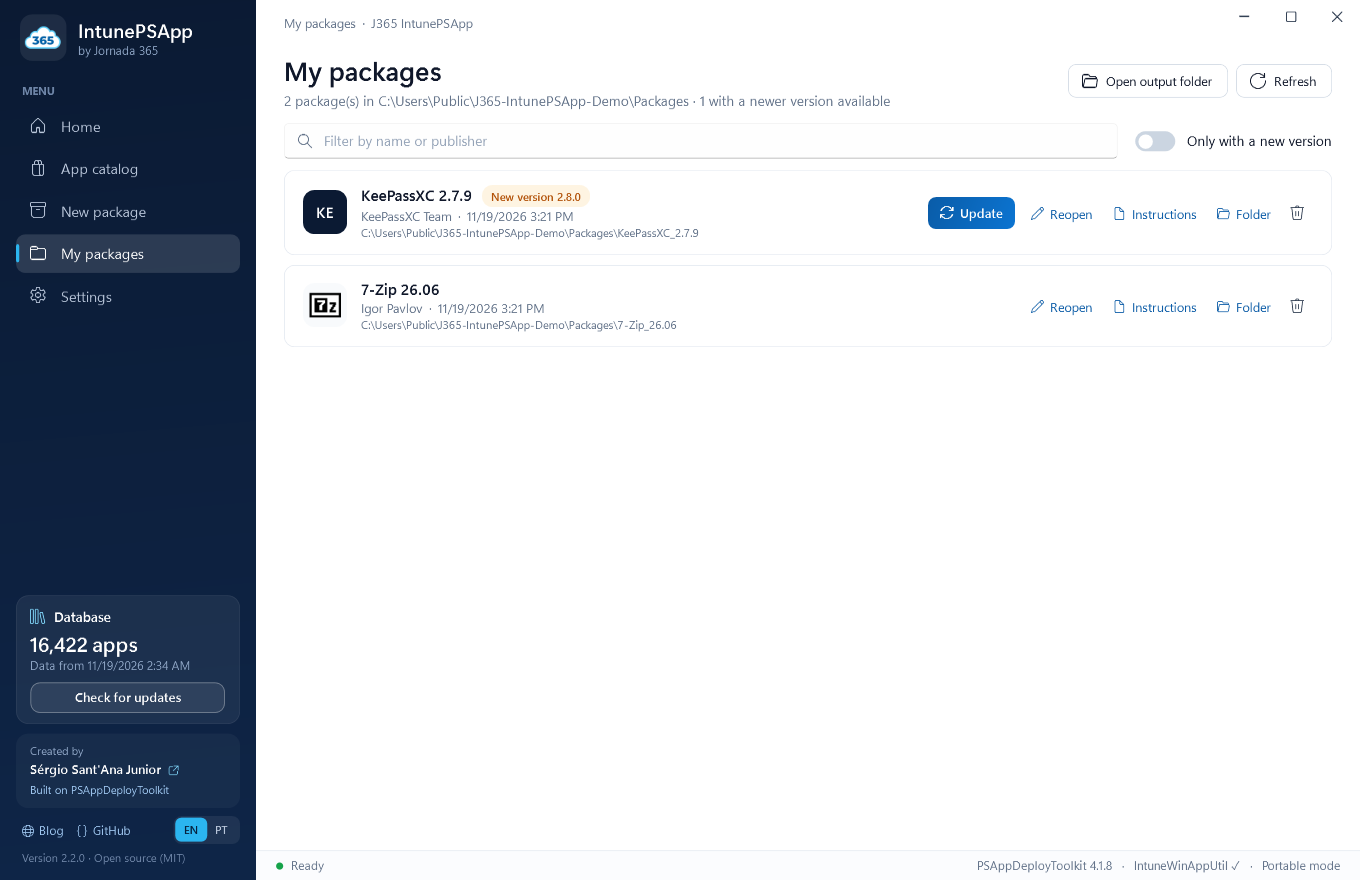 365
IntunePSApp
by Jornada 365
MENU
Home
App catalog
New package
My packages
Settings
Database
16,422 apps
Data from 11/19/2026 2:34 AM
Check for updates
Created by
Sérgio Sant'Ana Junior
Built on PSAppDeployToolkit
Blog
{ } GitHub
EN
PT
Version 2.2.0 · Open source (MIT)
My packages · J365 IntunePSApp
My packages
2 package(s) in C:\Users\Public\J365-IntunePSApp-Demo\Packages · 1 with a newer version available
Open output folder
Refresh
Filter by name or publisher
Only with a new version
KE
KeePassXC 2.7.9
New version 2.8.0
KeePassXC Team · 11/19/2026 3:21 PM
C:\Users\Public\J365-IntunePSApp-Demo\Packages\KeePassXC_2.7.9
Update
Reopen
Instructions
Folder
7z
7-Zip 26.06
Igor Pavlov · 11/19/2026 3:21 PM
C:\Users\Public\J365-IntunePSApp-Demo\Packages\7-Zip_26.06
Reopen
Instructions
Folder
Ready
PSAppDeployToolkit 4.1.8 · IntuneWinAppUtil ✓ · Portable mode